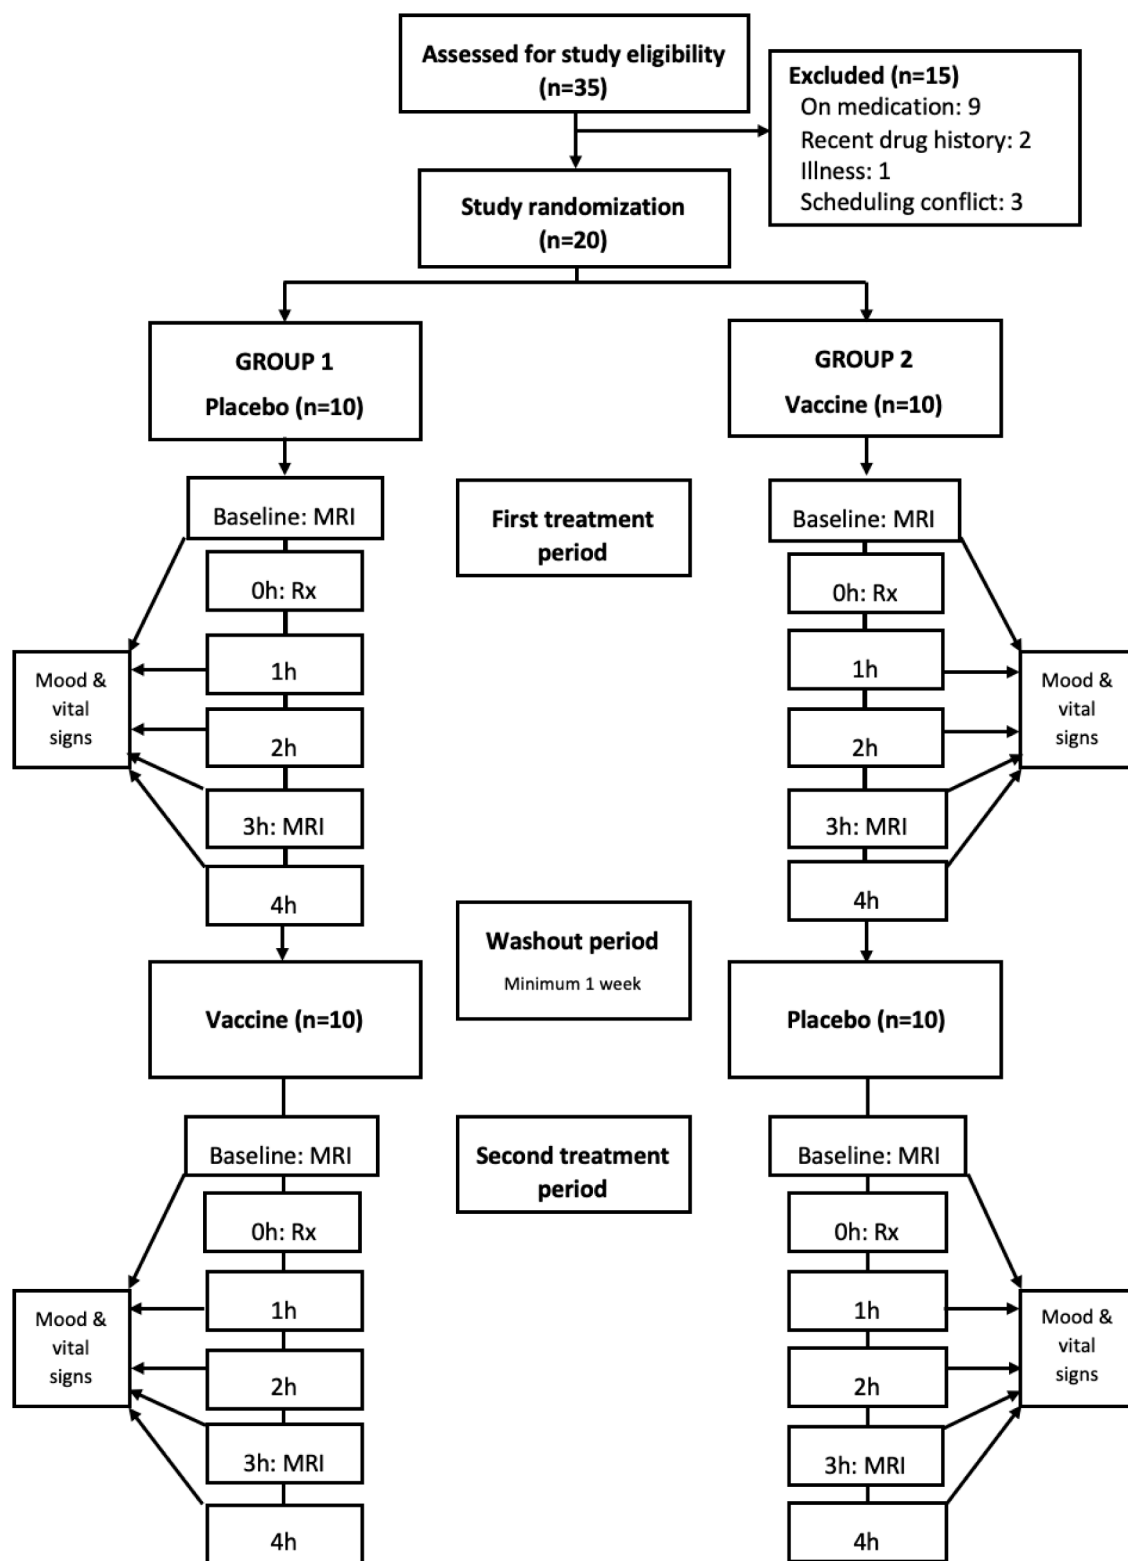 Assessed for study eligibility
(n=35)
Excluded (n=15)
On medication: 9
Recent drug history: 2
Illness: 1
Scheduling conflict: 3
Study randomization
(n=20)
GROUP 1
Placebo (n=10)
GROUP 2
Vaccine (n=10)
Baseline: MRI
0h: Rx
1h
2h
3h: MRI
4h
Mood &
vital
signs
First treatment
period
Baseline: MRI
0h: Rx
1h
2h
3h: MRI
4h
Mood &
vital
signs
Washout period
Minimum 1 week
Vaccine (n=10)
Placebo (n=10)
Baseline: MRI
0h: Rx
1h
2h
3h: MRI
4h
Mood &
vital
signs
Second treatment
period
Baseline: MRI
0h: Rx
1h
2h
3h: MRI
4h
Mood &
vital
signs